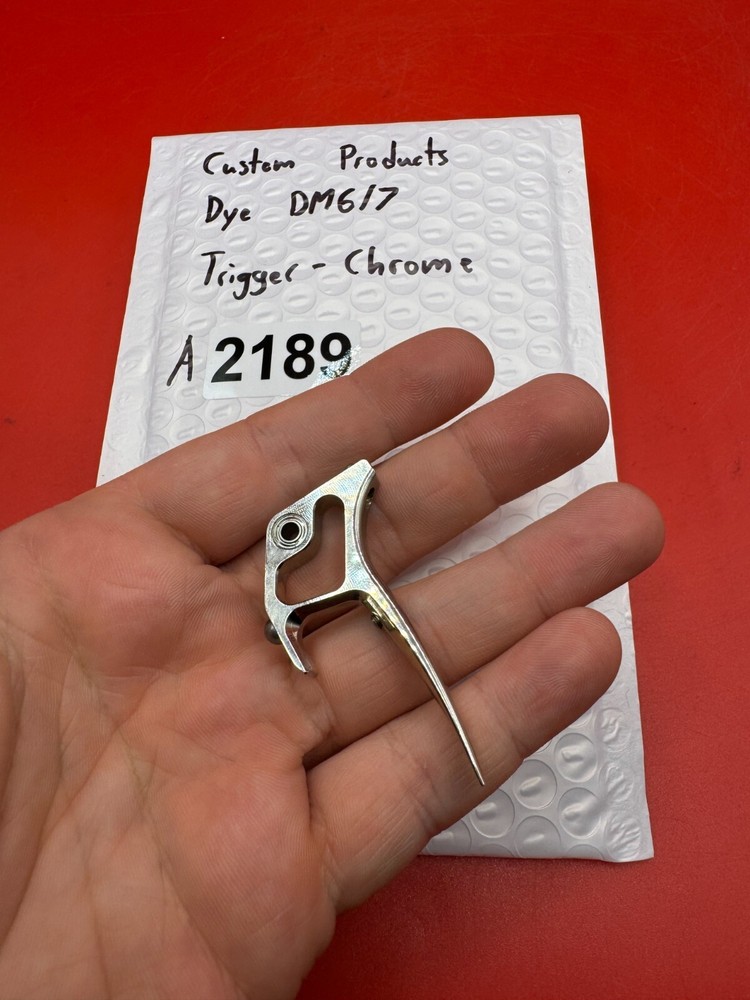 Custom Products
Dye DM6/7
Trigger - Chrome
A 2189